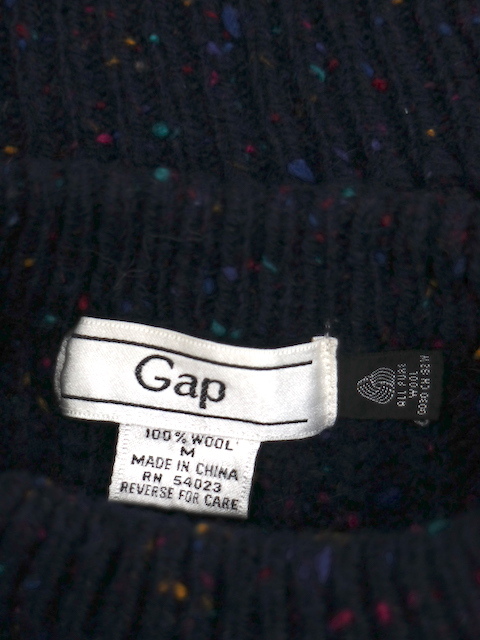 Gap
100% WOOL
M
MADE IN CHINA
RN 54023
REVERSE FOR CARE
ALL PURE
WOOL